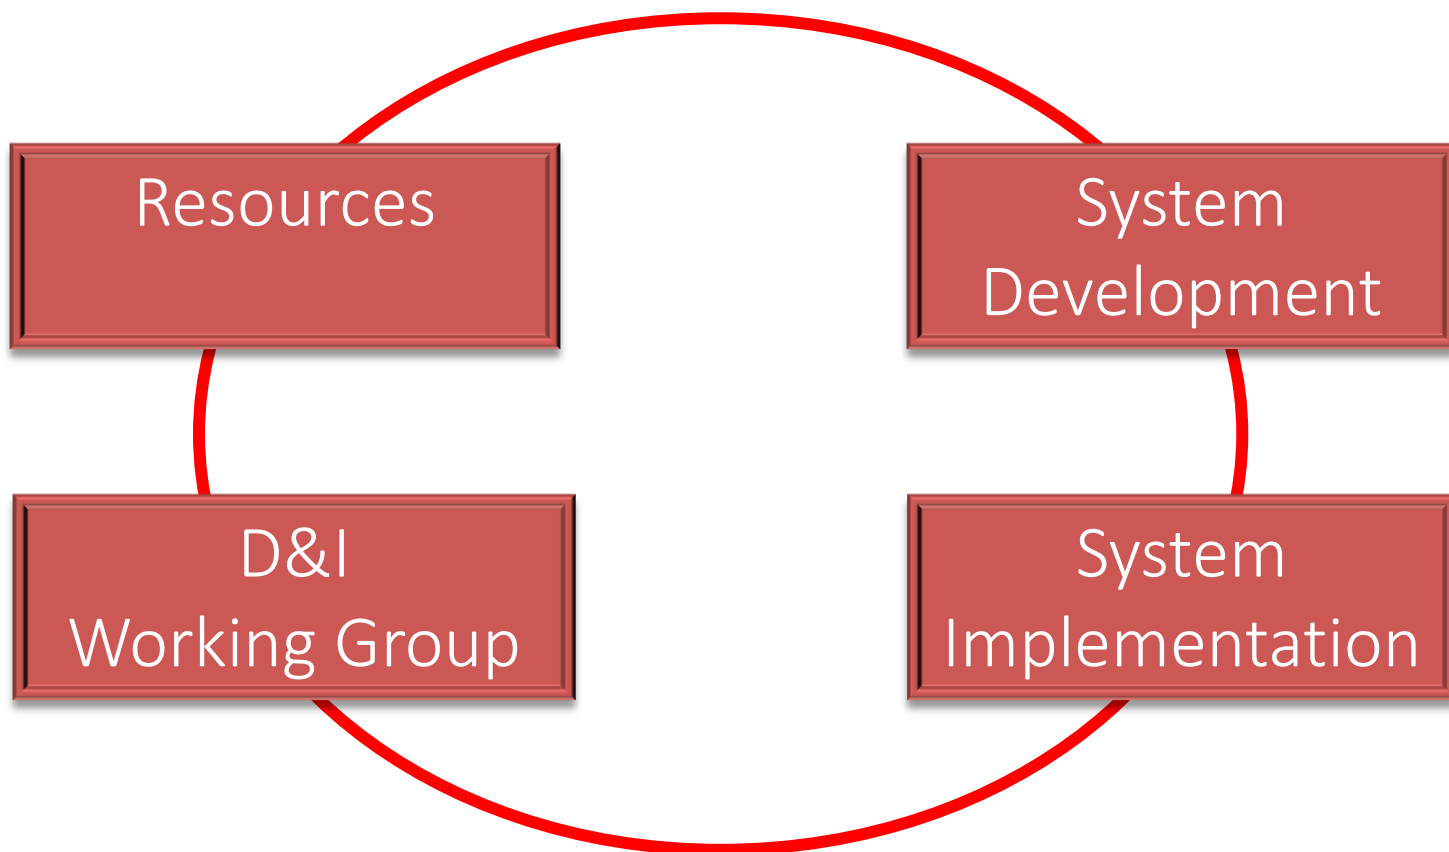 Resources
System
Development
D&I
Working Group
System
Implementation